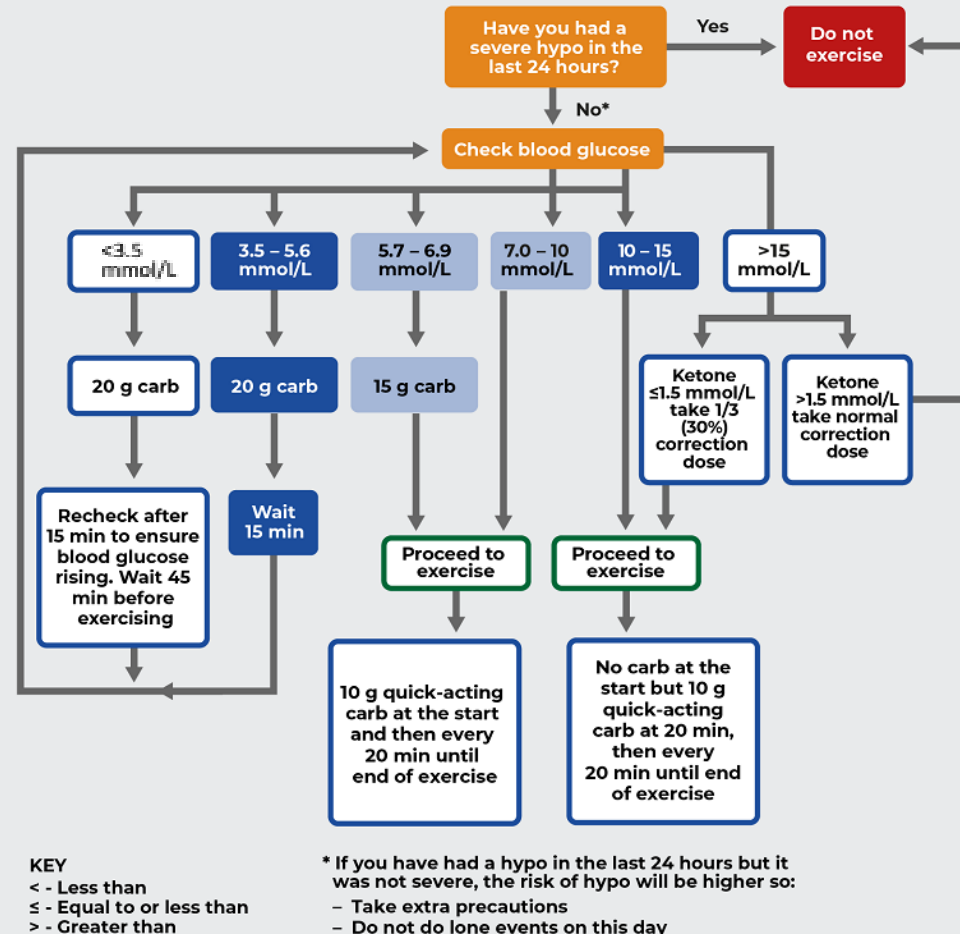 Have you had a
severe hypo in the
last 24 hours?
Yes
Do not
exercise
No*
Check blood glucose
<3.5
mmol/L
3.5 – 5.6
mmol/L
5.7 – 6.9
mmol/L
7.0 – 10
mmol/L
10 – 15
mmol/L
>15
mmol/L
20 g carb
20 g carb
15 g carb
Ketone
≤1.5 mmol/L
take 1/3
(30%)
correction
dose
Ketone
>1.5 mmol/L
take normal
correction
dose
Recheck after
15 min to ensure
blood glucose
rising. Wait 45
min before
exercising
Wait
15 min
Proceed to
exercise
Proceed to
exercise
10 g quick-acting
carb at the start
and then every
20 min until
end of exercise
No carb at the
start but 10 g
quick-acting
carb at 20 min,
then every
20 min until end
of exercise
KEY
< - Less than
≤ - Equal to or less than
> - Greater than
* If you have had a hypo in the last 24 hours but it
was not severe, the risk of hypo will be higher so:
– Take extra precautions
– Do not do lone events on this day